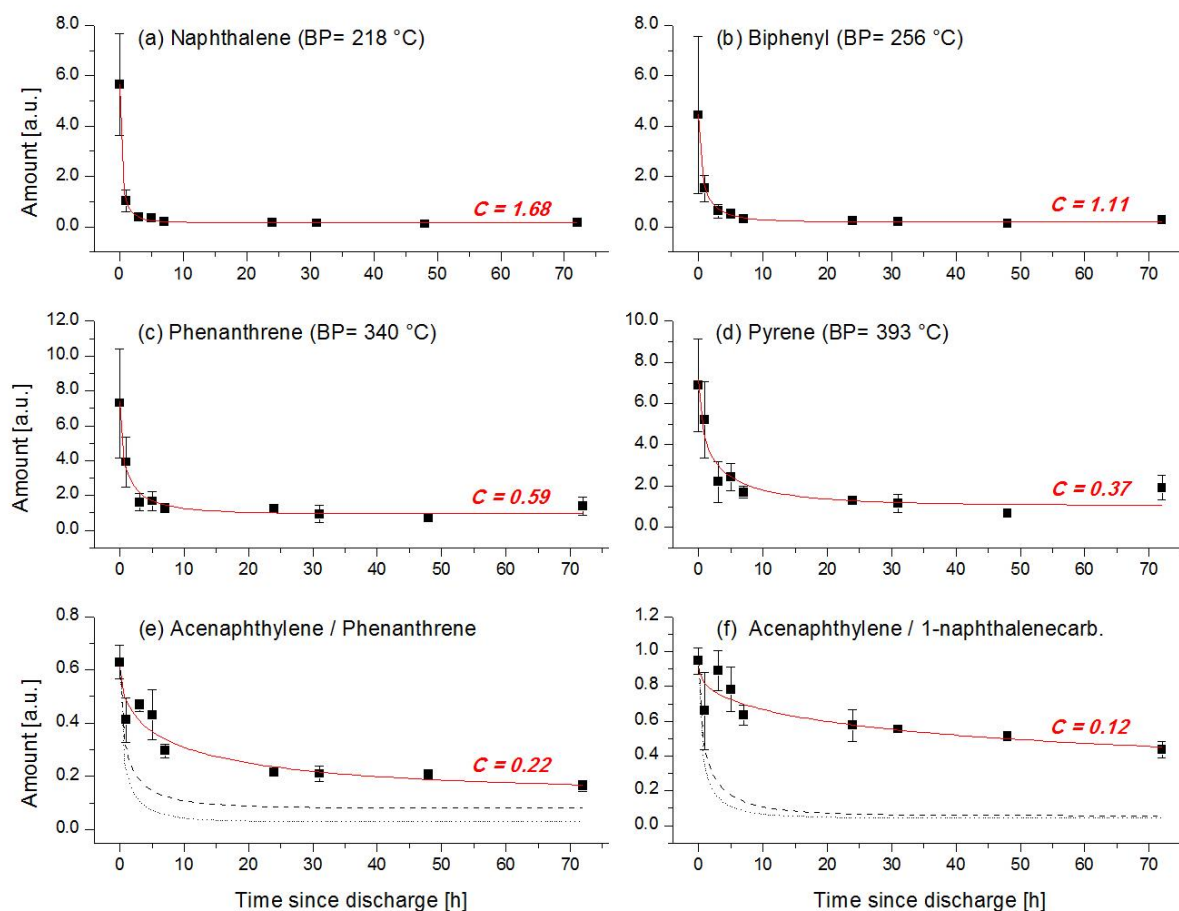 (a) Naphthalene (BP= 218 °C)
Amount [a.u.]
8.0
6.0
4.0
2.0
0.0
C = 1.68
0 10 20 30 40 50 60 70
(b) Biphenyl (BP= 256 °C)
8.0
6.0
4.0
2.0
0.0
C = 1.11
0 10 20 30 40 50 60 70
(c) Phenanthrene (BP= 340 °C)
Amount [a.u.]
12.0
10.0
8.0
6.0
4.0
2.0
0.0
C = 0.59
0 10 20 30 40 50 60 70
(d) Pyrene (BP= 393 °C)
10.0
8.0
6.0
4.0
2.0
0.0
C = 0.37
0 10 20 30 40 50 60 70
(e) Acenaphthylene / Phenanthrene
Amount [a.u.]
0.8
0.6
0.4
0.2
0.0
C = 0.22
0 10 20 30 40 50 60 70
Time since discharge [h]
(f) Acenaphthylene / 1-naphthalenecarb.
1.2
1.0
0.8
0.6
0.4
0.2
0.0
C = 0.12
0 10 20 30 40 50 60 70
Time since discharge [h]